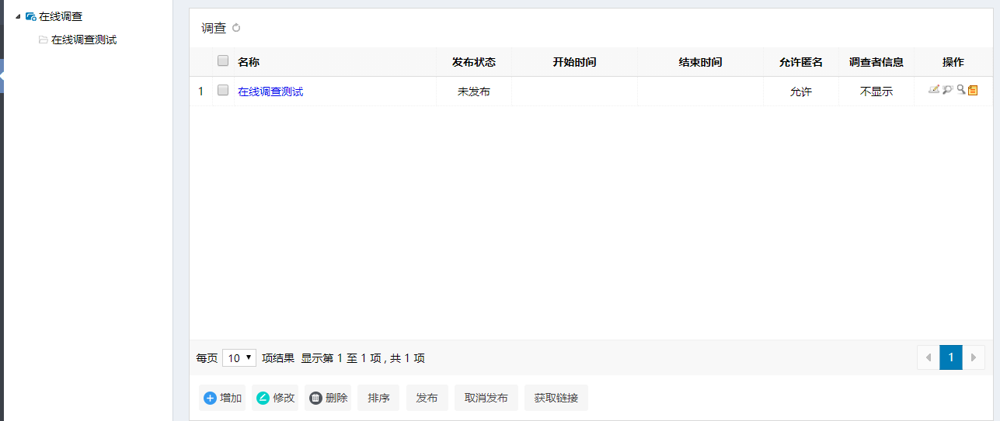 在线调查
在线调查测试
调查
名称 发布状态 开始时间 结束时间 允许匿名 调查者信息 操作
1 在线调查测试 未发布 允许 不显示
每页 10 项结果 显示第 1 至 1 项 , 共 1 项 1
增加 修改 删除 排序 发布 取消发布 获取链接